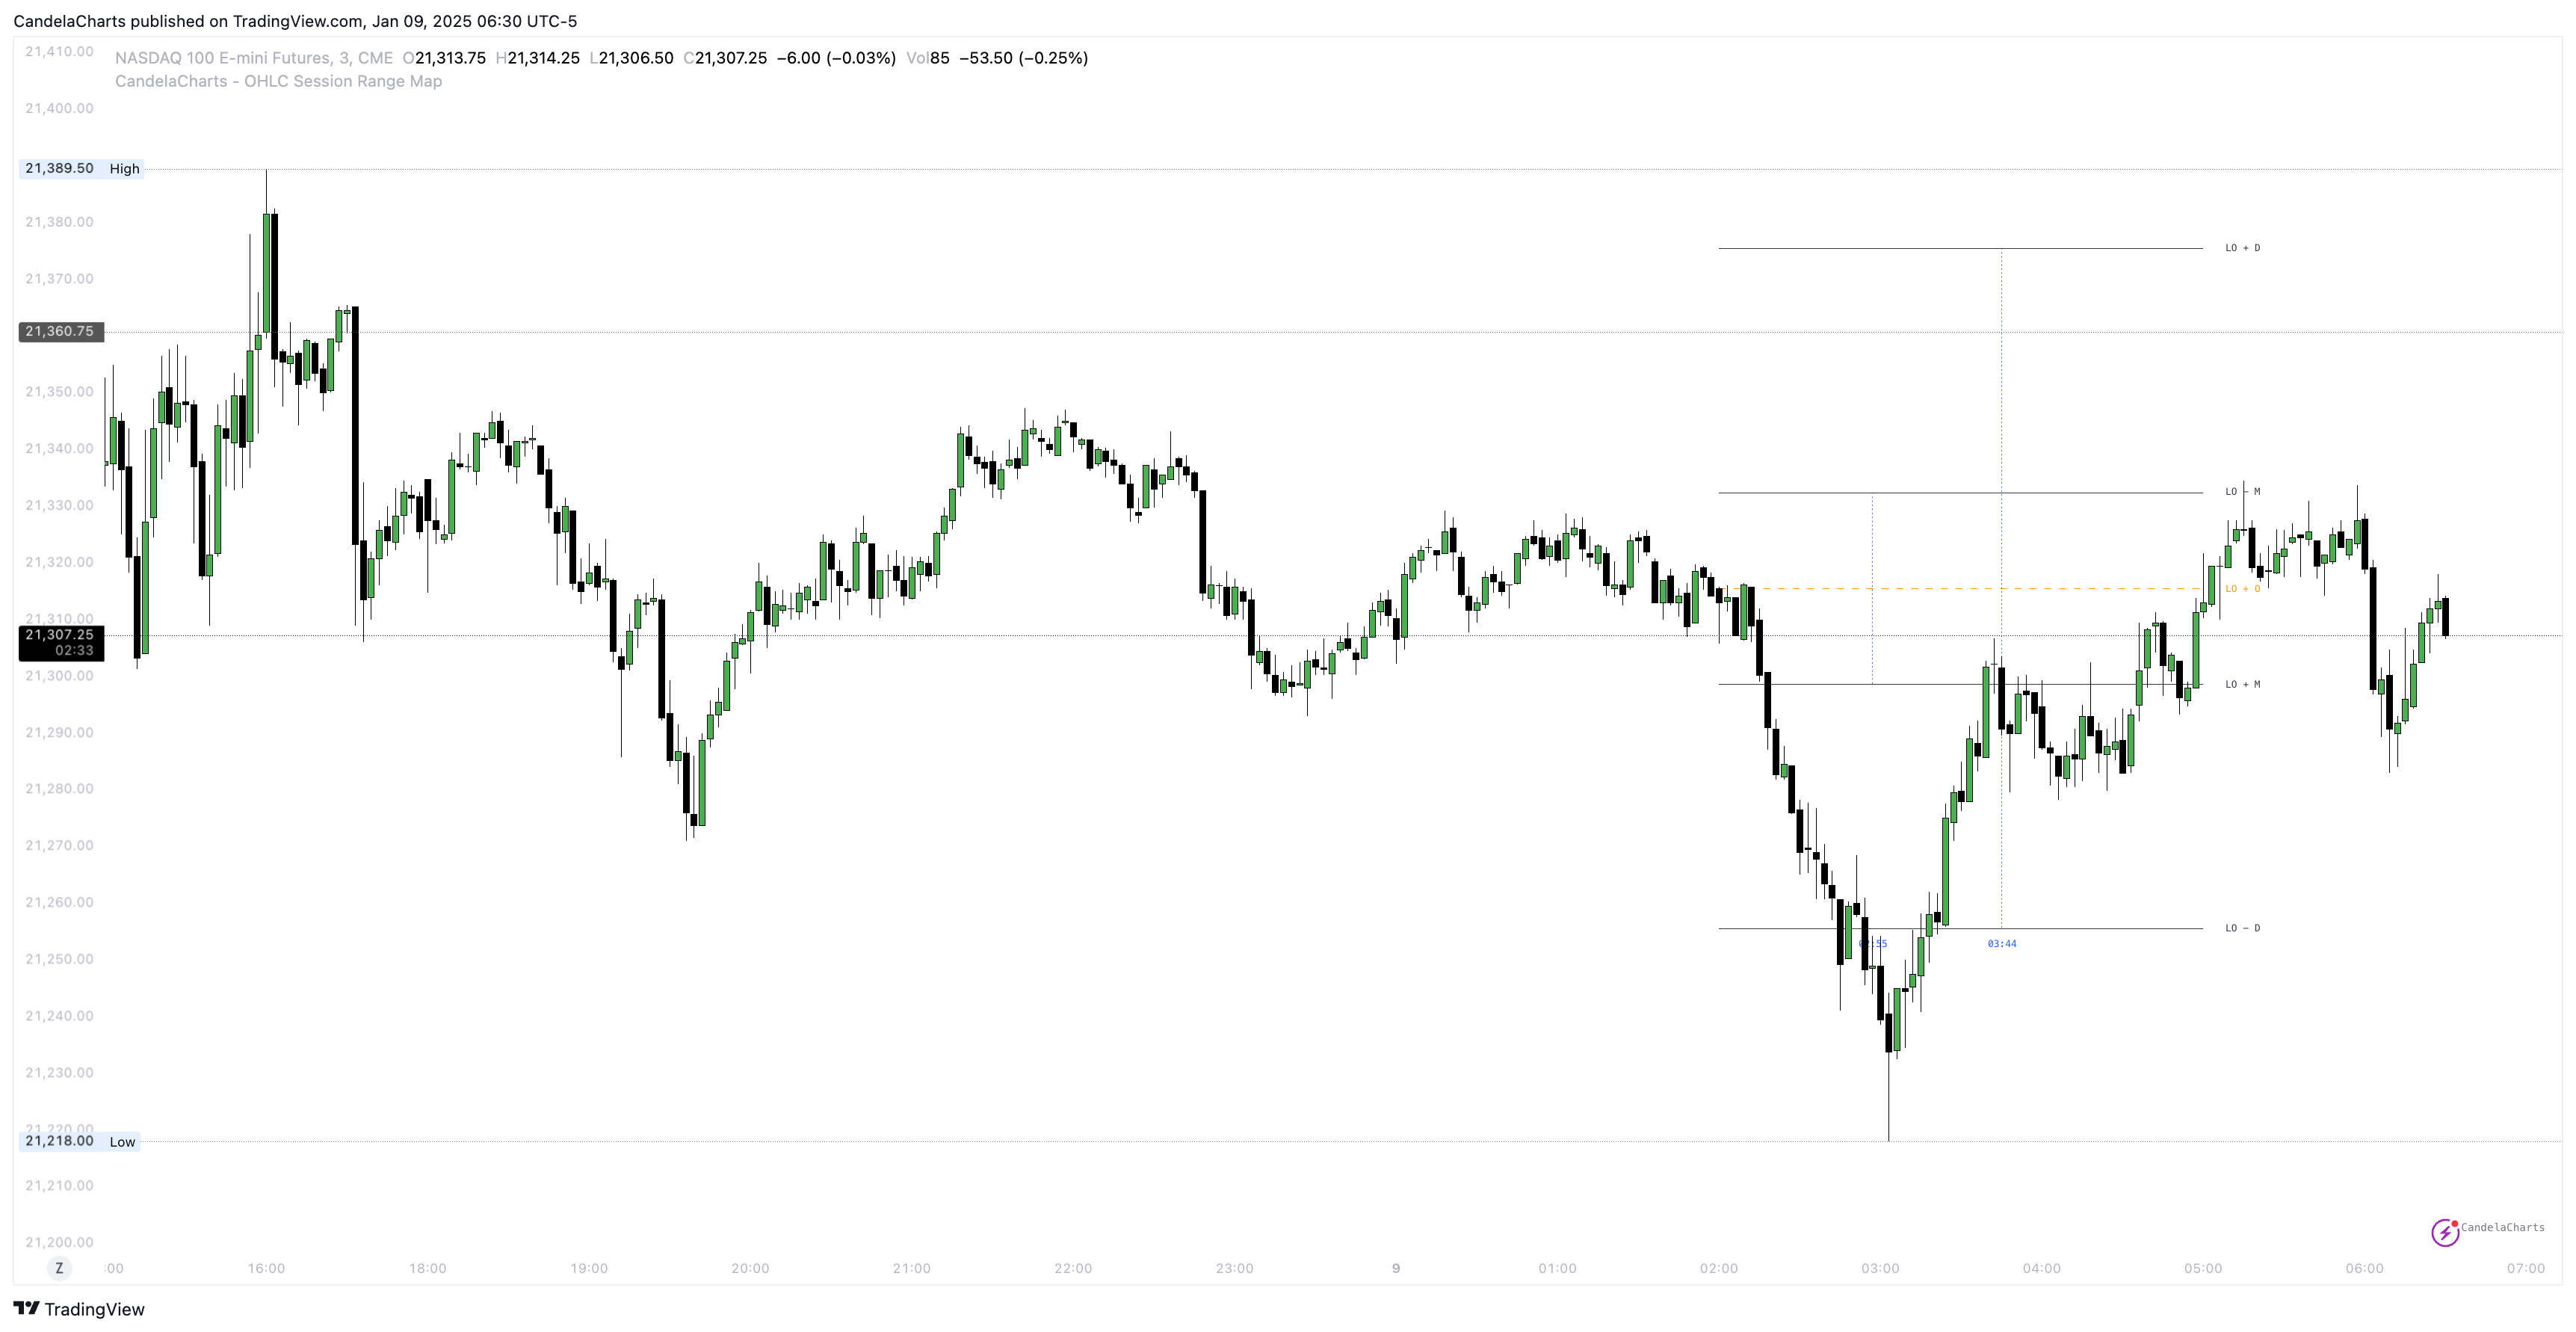 CandelaCharts published on TradingView.com, Jan 09, 2025 06:30 UTC-5
21,410.00
NASDAQ 100 E-mini Futures, 3, CME O21,313.75 H21,314.25 L21,306.50 C21,307.25 −6.00 (−0.03%) Vol85 −53.50 (−0.25%)
CandelaCharts - OHLC Session Range Map
21,400.00
21,389.50 High
21,380.00
LO + D
21,370.00
21,360.75
21,350.00
21,340.00
LO − M
21,330.00
21,320.00
LO + O
21,310.00
21,307.25
02:33
21,300.00
LO + M
21,290.00
21,280.00
21,270.00
21,260.00
LO − D
03:44
21,250.00
21,240.00
21,230.00
21,220.00
21,218.00 Low
21,210.00
CandelaCharts
21,200.00
Z :00 16:00 18:00 19:00 20:00 21:00 22:00 23:00 9 01:00 02:00 03:00 04:00 05:00 06:00 07:00
TradingView